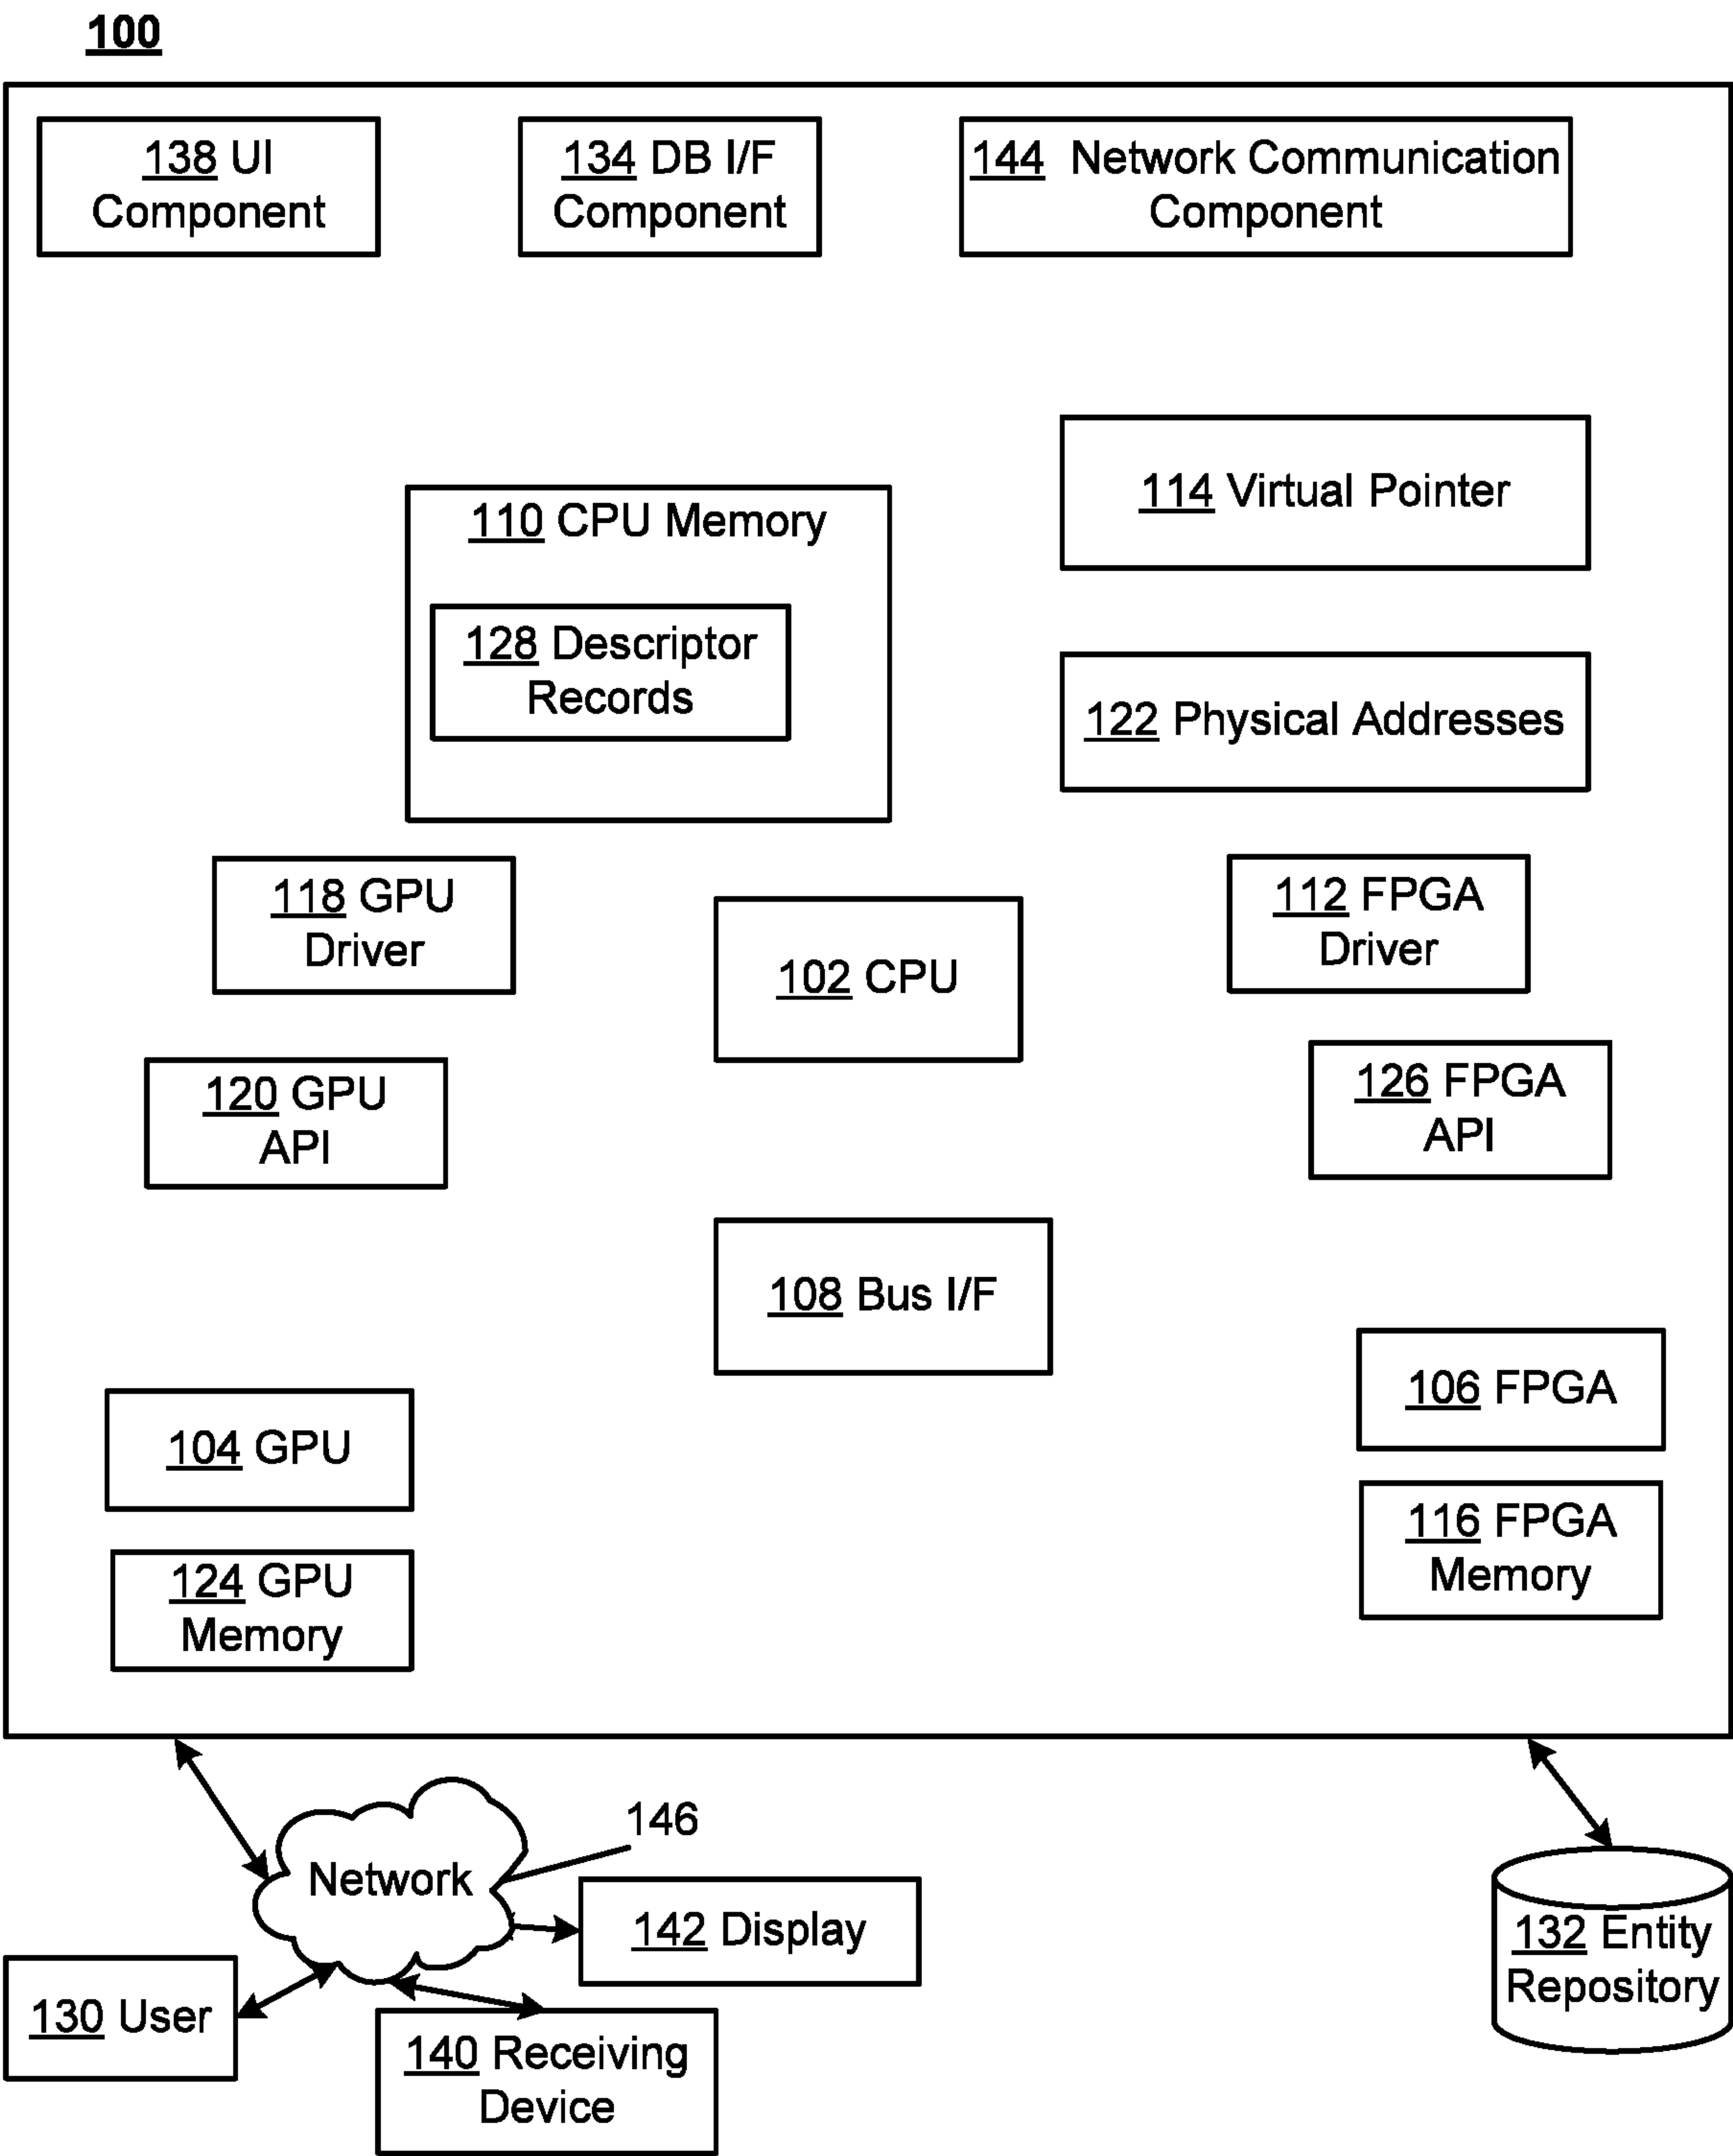 100
138 UI
Component
134 DB I/F
Component
144 Network Communication
Component
114 Virtual Pointer
110 CPU Memory
128 Descriptor
Records
122 Physical Addresses
118 GPU
Driver
102 CPU
112 FPGA
Driver
120 GPU
API
126 FPGA
API
108 Bus I/F
106 FPGA
104 GPU
116 FPGA
Memory
124 GPU
Memory
146
Network
142 Display
132 Entity
Repository
130 User
140 Receiving
Device